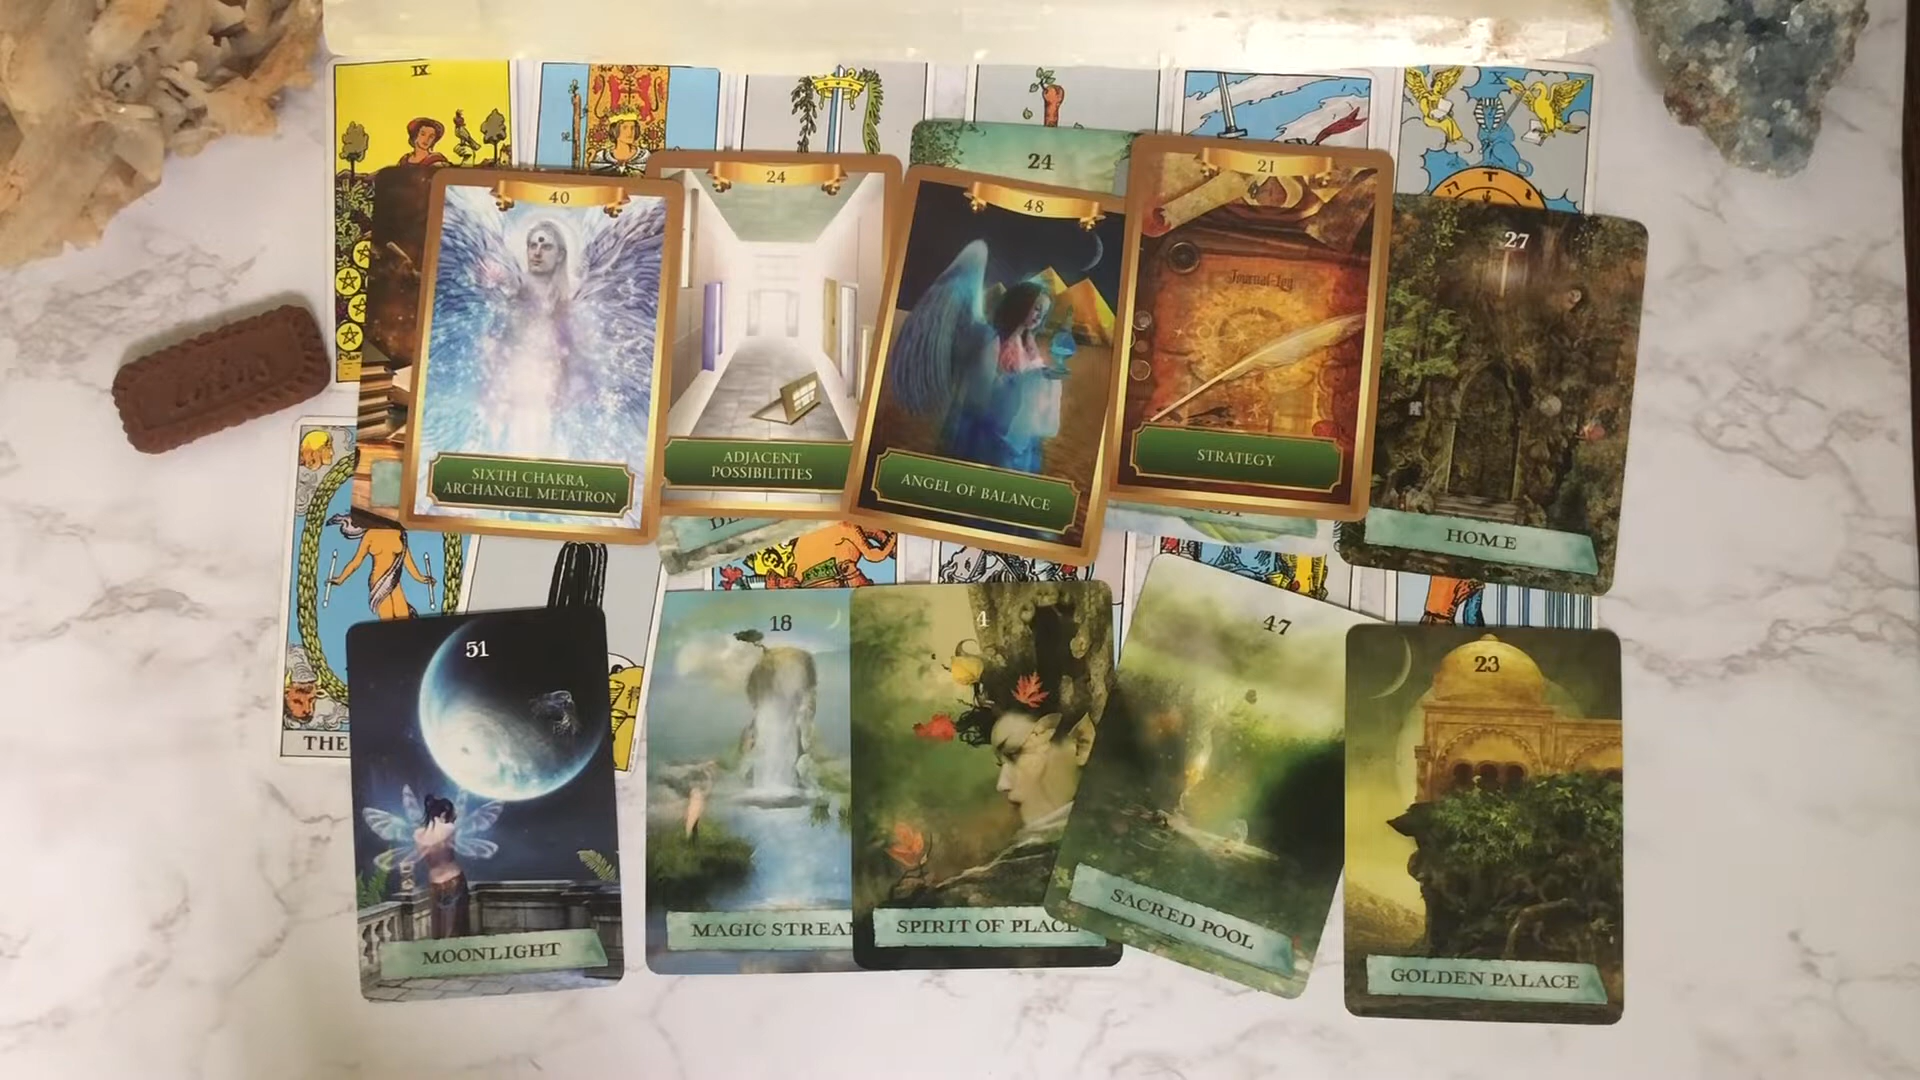 IX
X
24
40
24
48
21
27
Journal-Log
SIXTH CHAKRA,
ARCHANGEL METATRON
ADJACENT
POSSIBILITIES
ANGEL OF BALANCE
STRATEGY
HOME
THE
51
18
4
47
23
MOONLIGHT
MAGIC STREAM
SPIRIT OF PLACE
SACRED POOL
GOLDEN PALACE